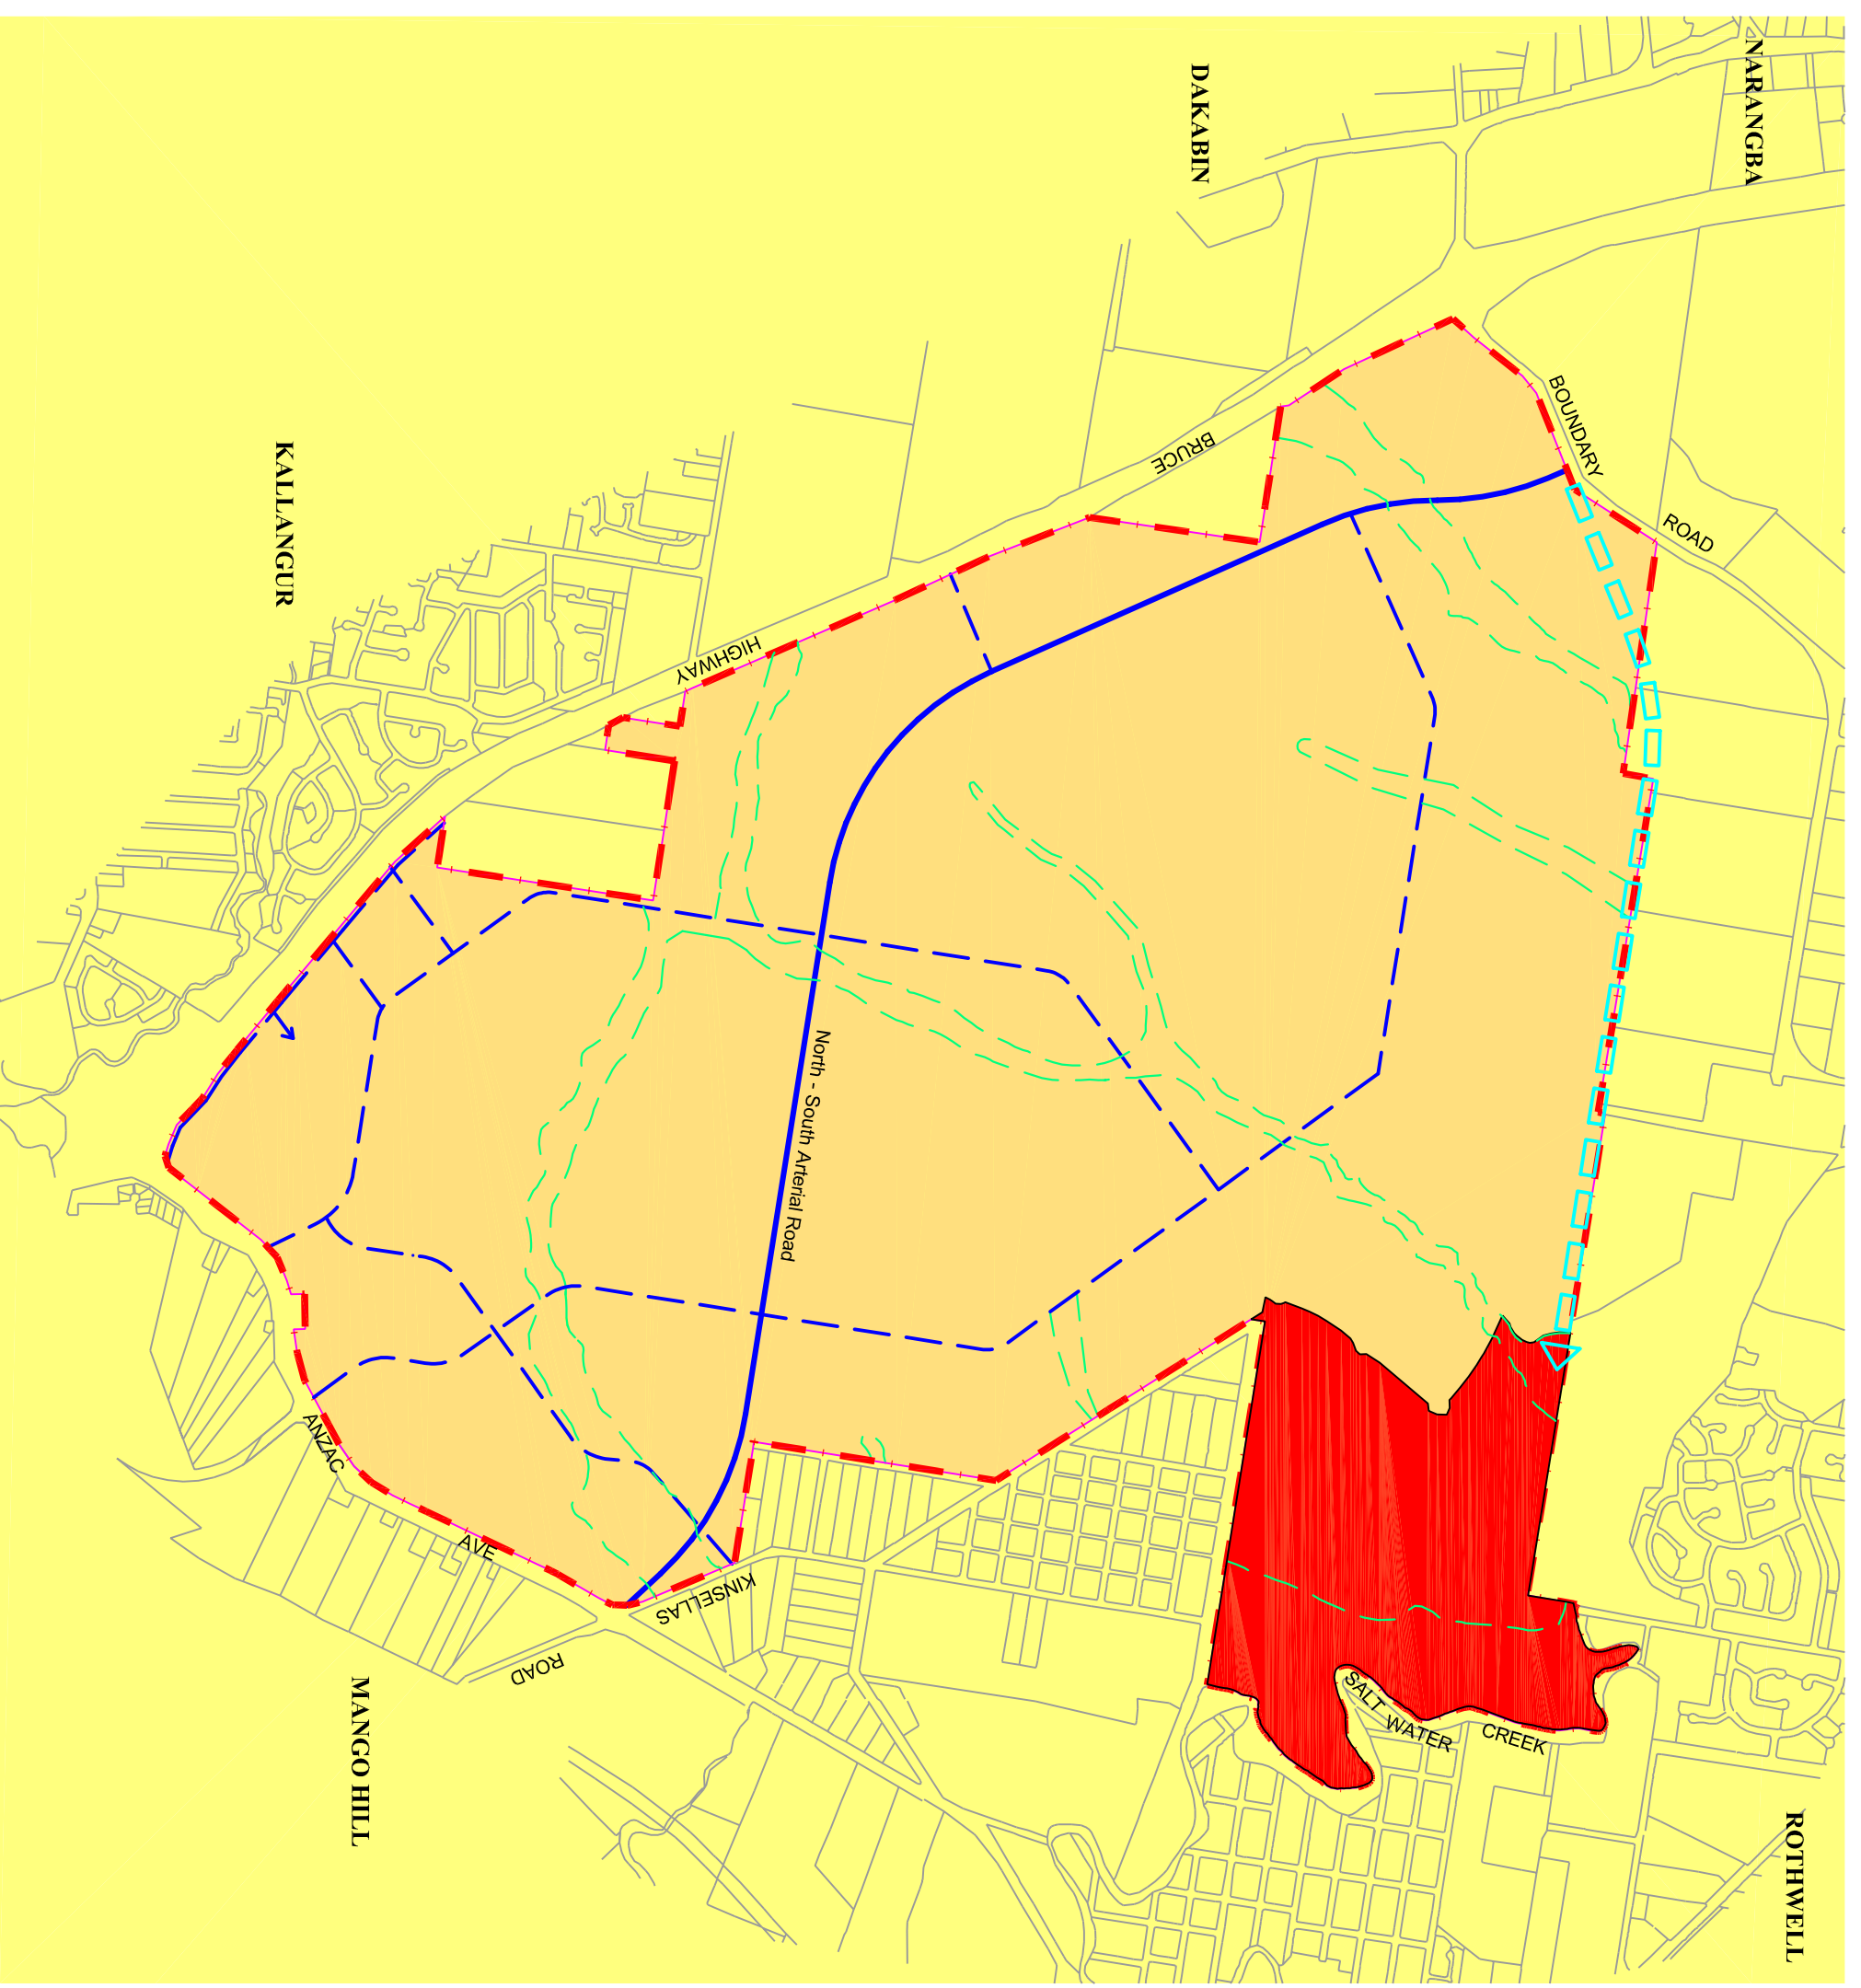 NARANGBA
DAKABIN
BOUNDARY
ROAD
BRUCE
HIGHWAY
KALLANGUR
North - South Arterial Road
ANZAC
AVE
KINSELLAS
ROAD
SALT WATER CREEK
MANGO HILL
ROTHWELL